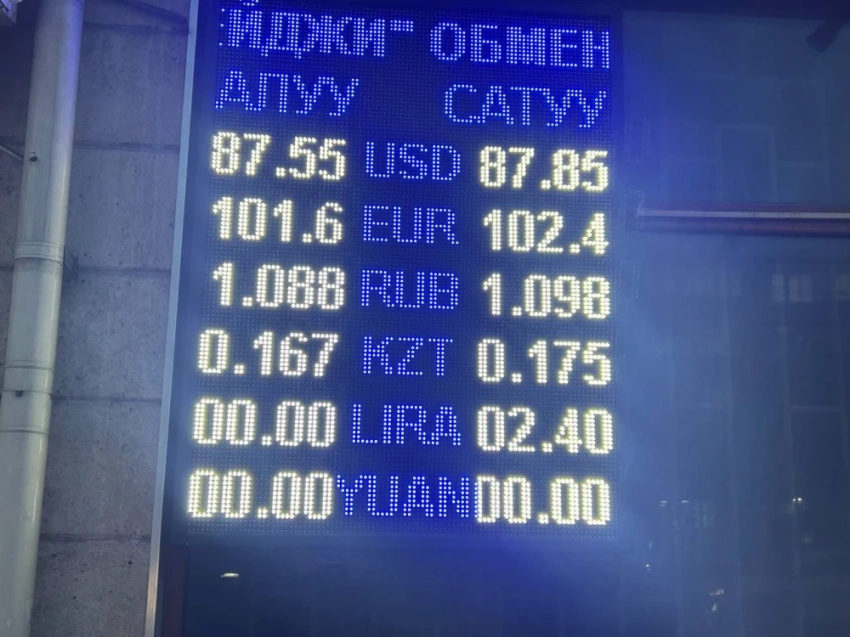 ЙДЖИ" ОБМЕН
АЛУУ САТУУ
87.55 USD 87.85
101.6 EUR 102.4
1.088 RUB 1.098
0.167 KZT 0.175
00.00 LIRA 02.40
00.00 YUAN 00.00